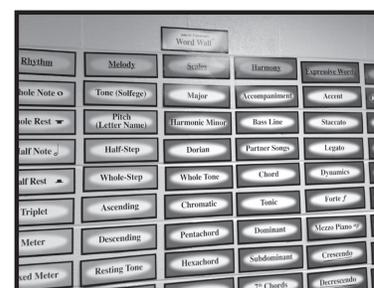 Word Wall
Rhythm Melody Scales Harmony Expressive Word
hole Note Tone (Solfege) Major Accompaniment Accent
ole Rest Pitch (Letter Name) Harmonic Minor Bass Line Staccato
alf Note Half-Step Dorian Partner Songs Legato
alf Rest Whole-Step Whole Tone Chord Dynamics
Triplet Ascending Chromatic Tonic Forte f
Meter Descending Pentachord Dominant Mezzo Piano mp
xed Meter Resting Tone Hexachord Subdominant Crescendo
7th Chords Decrescendo